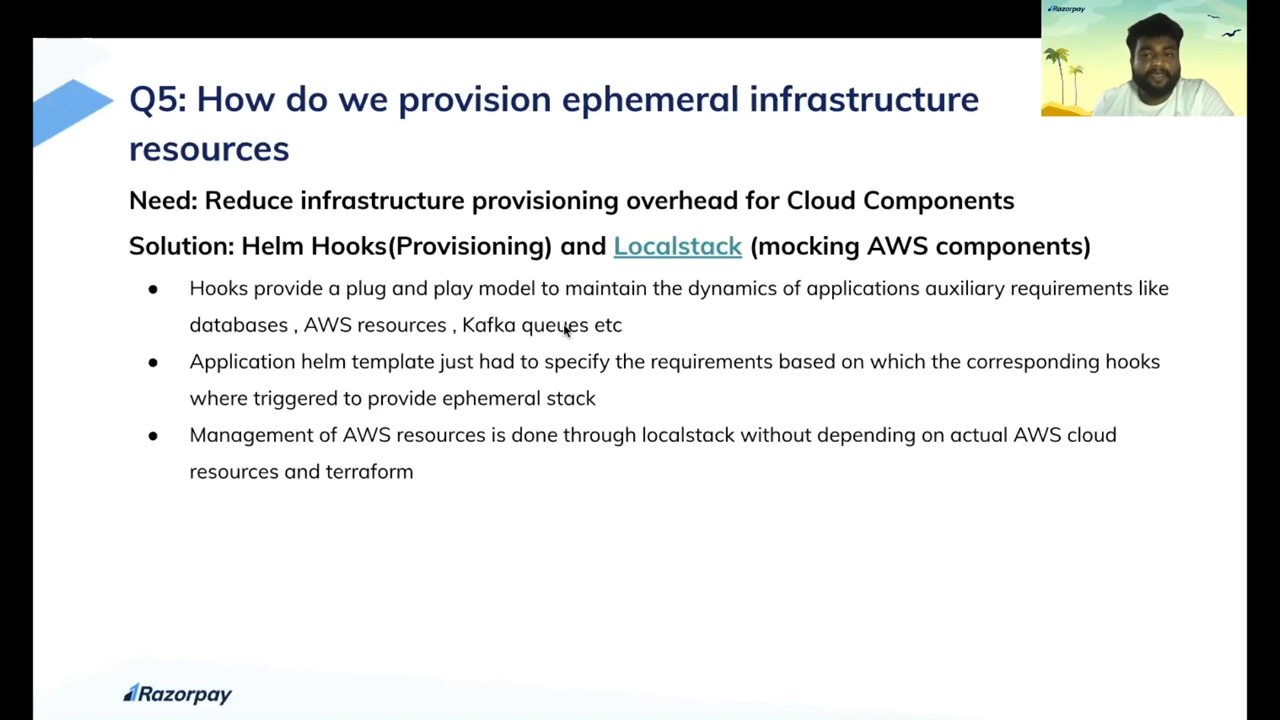 Razorpay
Q5: How do we provision ephemeral infrastructure
resources
Need: Reduce infrastructure provisioning overhead for Cloud Components
Solution: Helm Hooks(Provisioning) and Localstack (mocking AWS components)
● Hooks provide a plug and play model to maintain the dynamics of applications auxiliary requirements like
databases , AWS resources , Kafka queues etc
● Application helm template just had to specify the requirements based on which the corresponding hooks
where triggered to provide ephemeral stack
● Management of AWS resources is done through localstack without depending on actual AWS cloud
resources and terraform
Razorpay